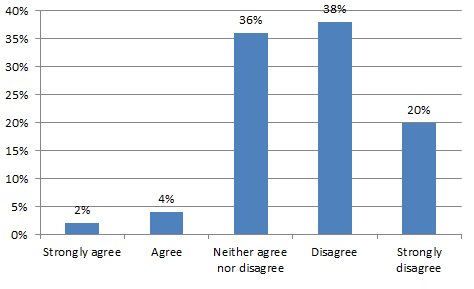 40%
35%
30%
25%
20%
15%
10%
5%
0%
2%
4%
36%
38%
20%
Strongly agree
Agree
Neither agree
nor disagree
Disagree
Strongly
disagree